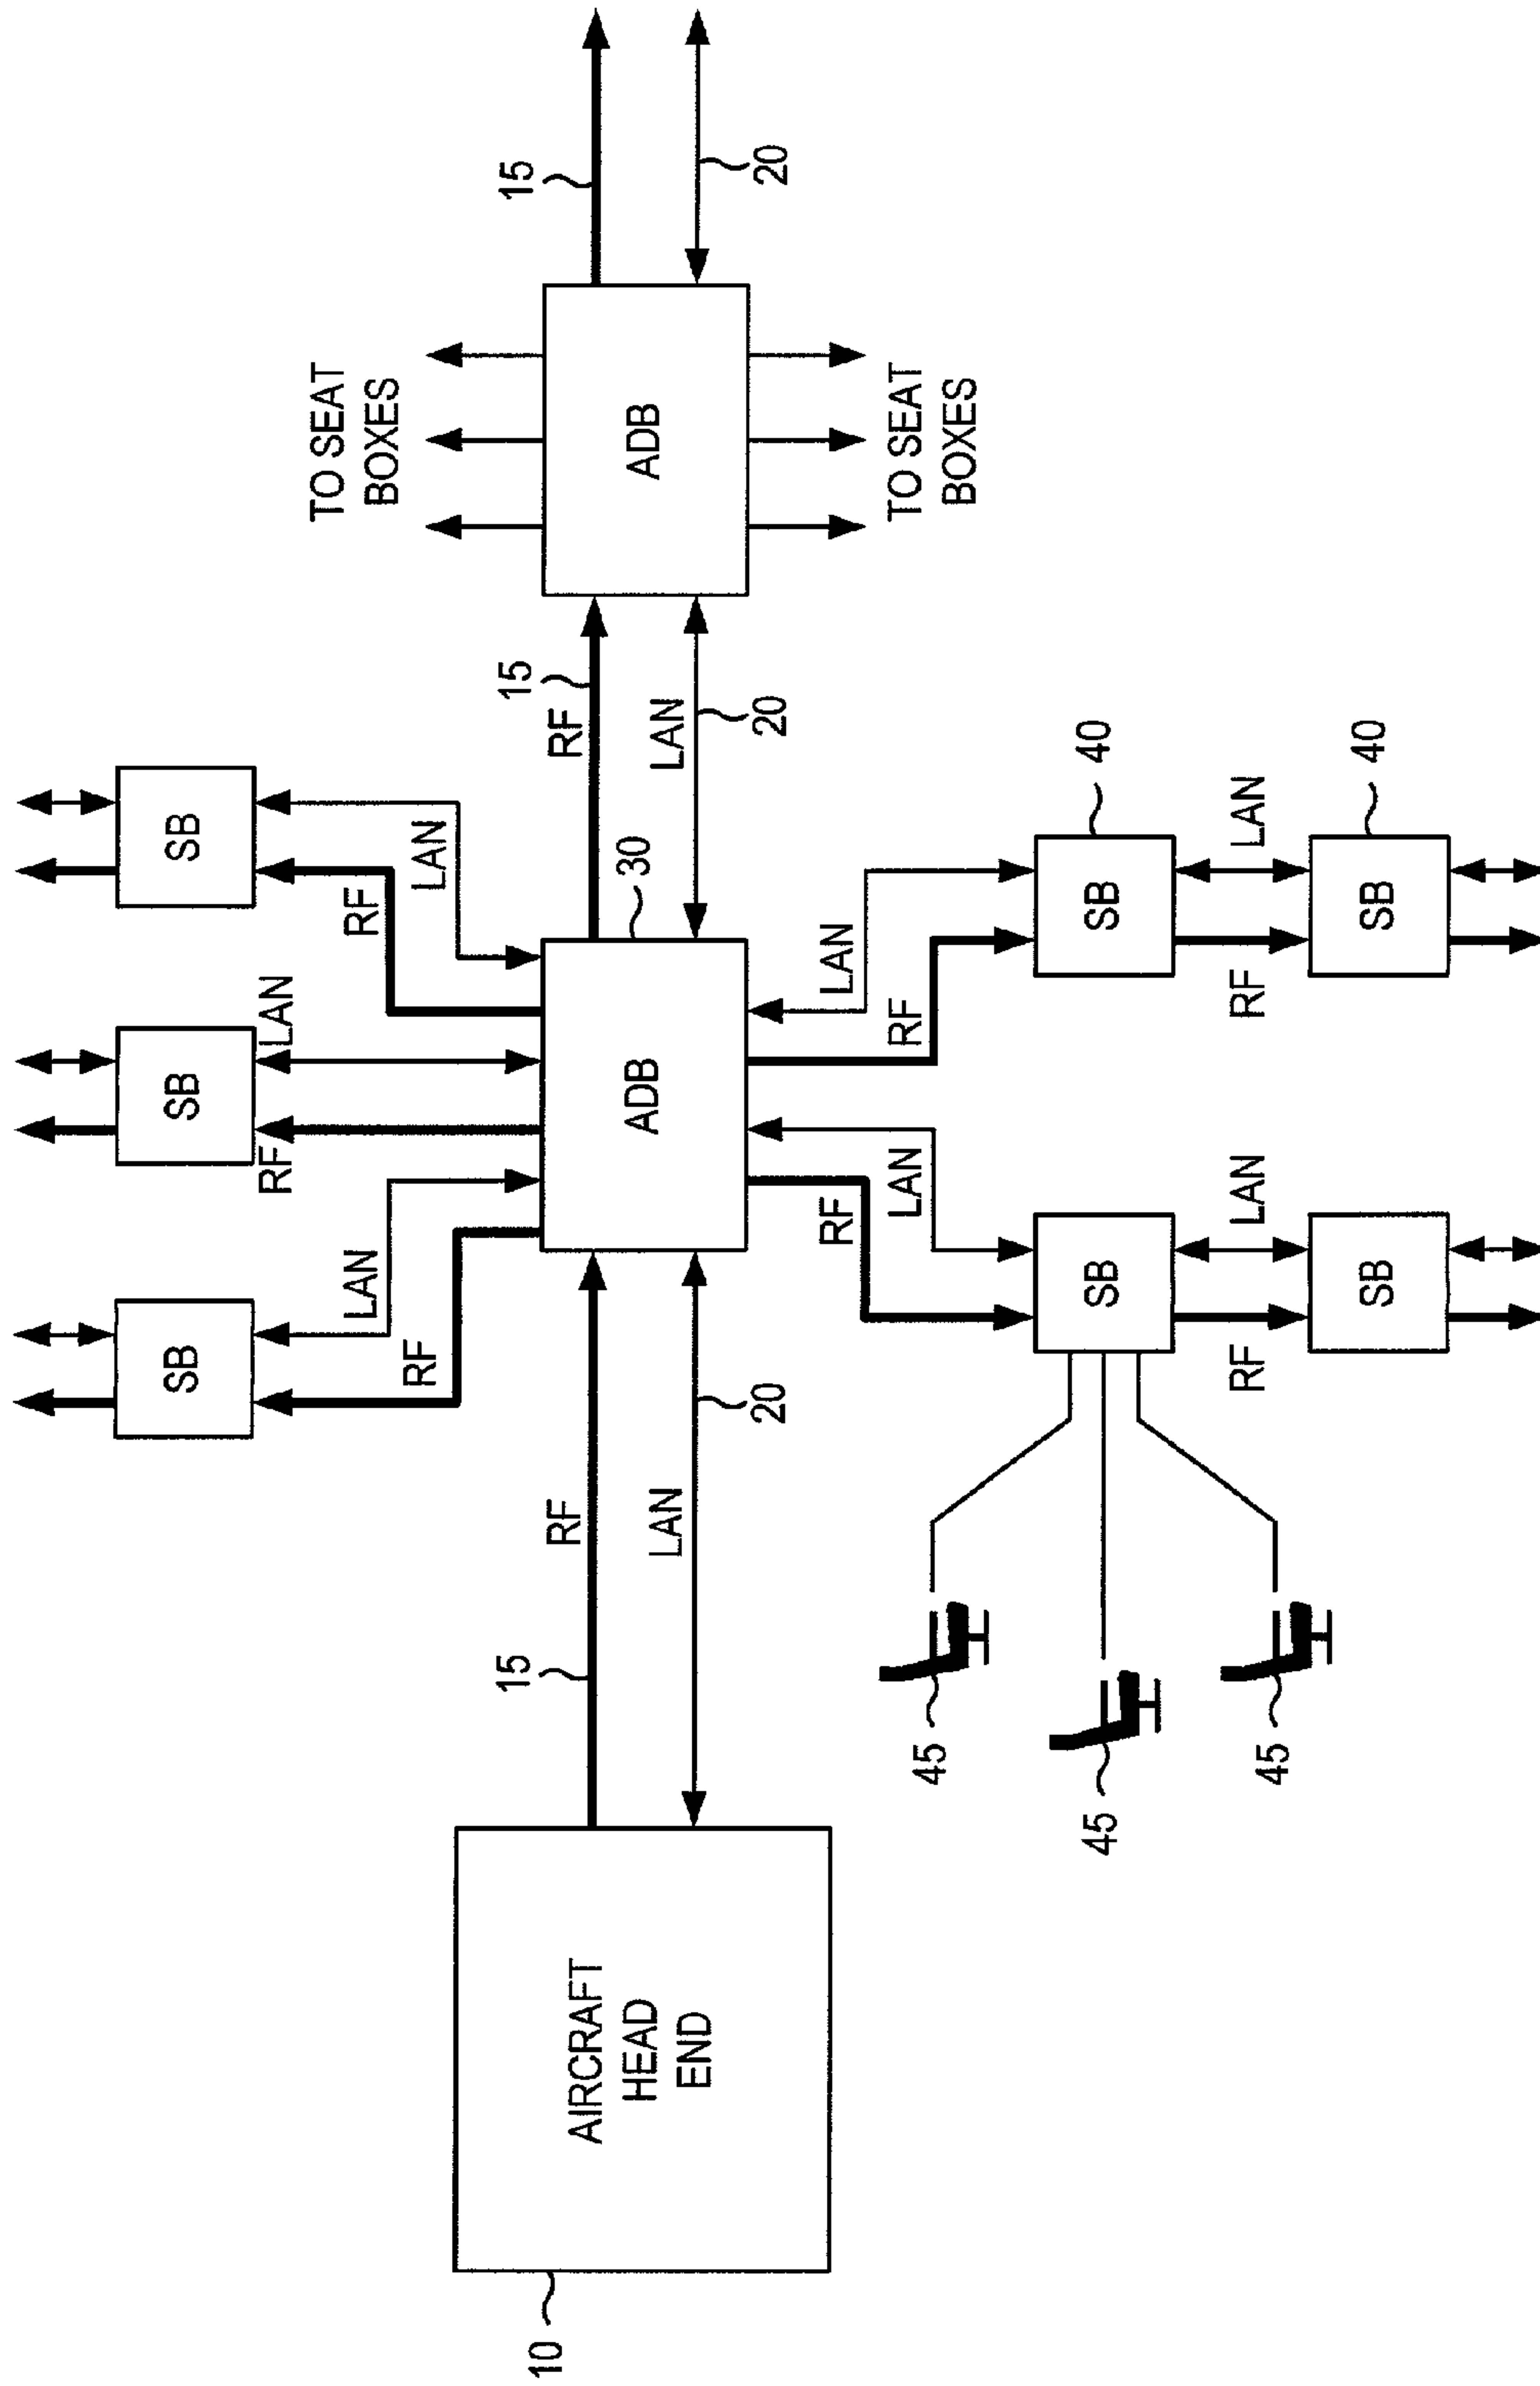 10
AIRCRAFT
HEAD
END
15
RF
LAN
20
SB
SB
SB
RF
LAN
RF
LAN
RF
LAN
ADB
30
RF
15
LAN
20
TO SEAT
BOXES
ADB
TO SEAT
BOXES
15
20
RF
LAN
RF
LAN
SB
SB
40
RF
LAN
RF
LAN
SB
SB
40
45
45
45